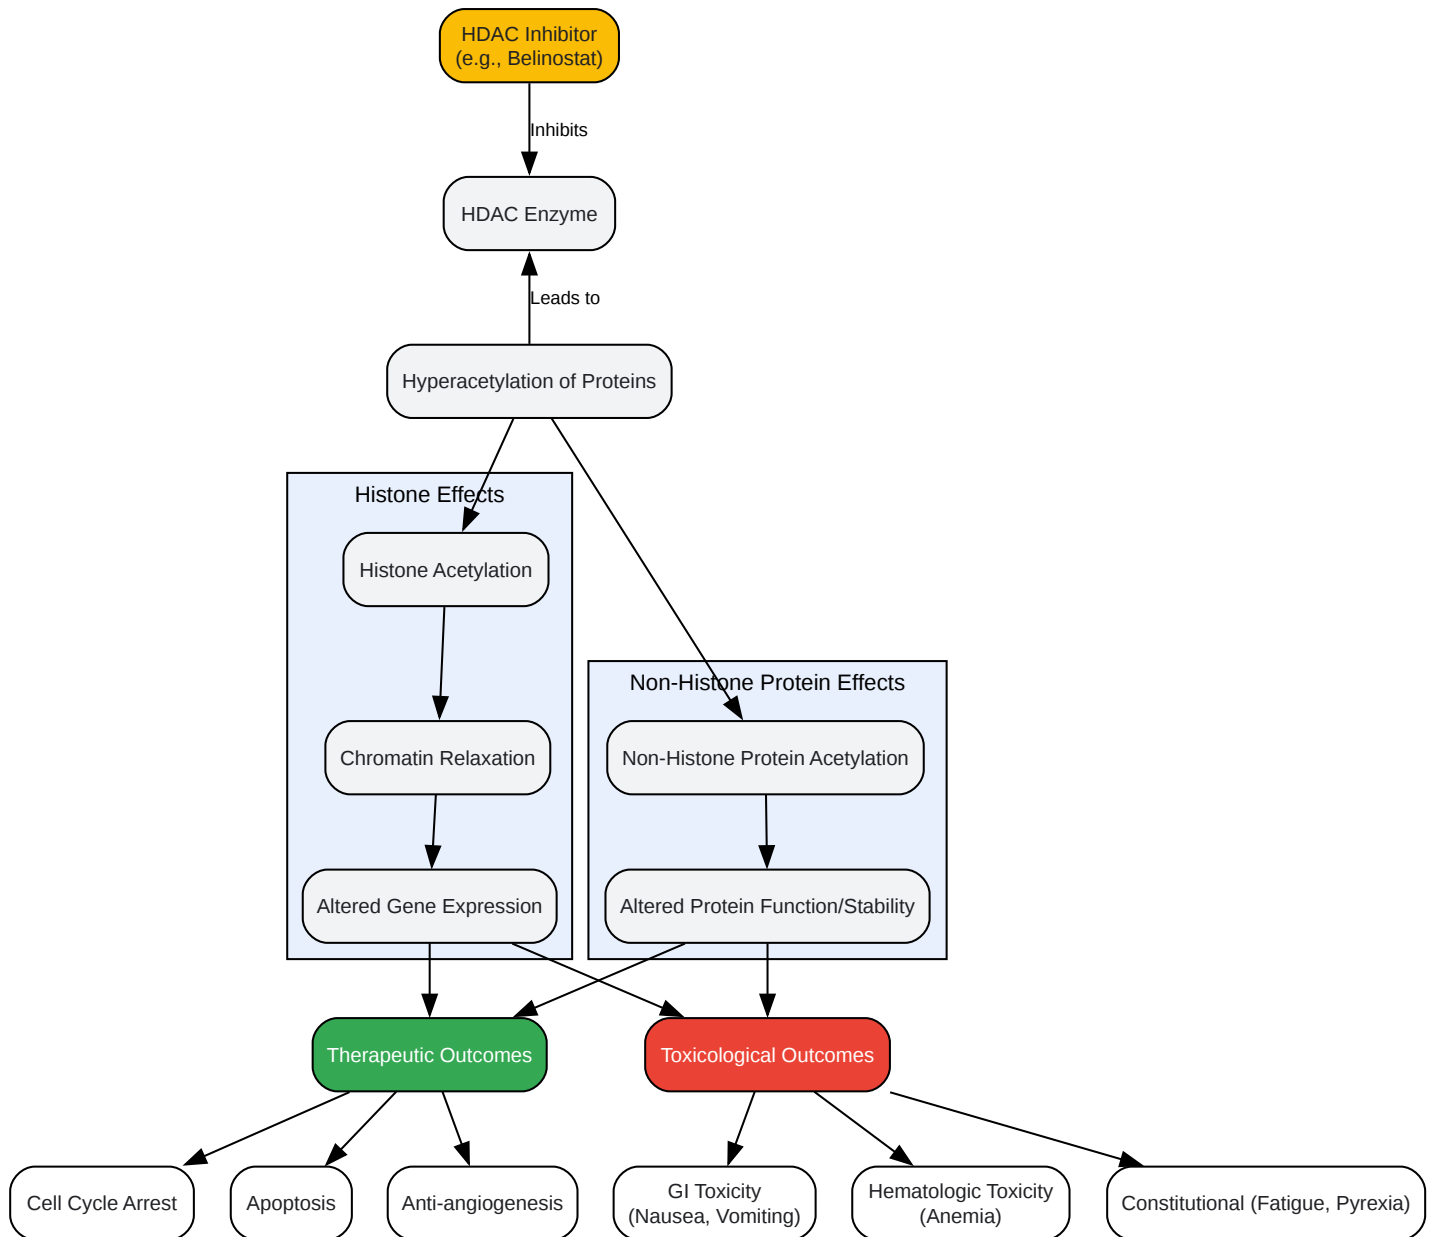 HDAC Inhibitor
(e.g., Belinostat)
Inhibits
HDAC Enzyme
Leads to
Hyperacetylation of Proteins
Histone Effects
Histone Acetylation
Non-Histone Protein Effects
Chromatin Relaxation
Non-Histone Protein Acetylation
Altered Gene Expression
Altered Protein Function/Stability
Therapeutic Outcomes
Toxicological Outcomes
Cell Cycle Arrest
Apoptosis
Anti-angiogenesis
GI Toxicity
(Nausea, Vomiting)
Hematologic Toxicity
(Anemia)
Constitutional (Fatigue, Pyrexia)